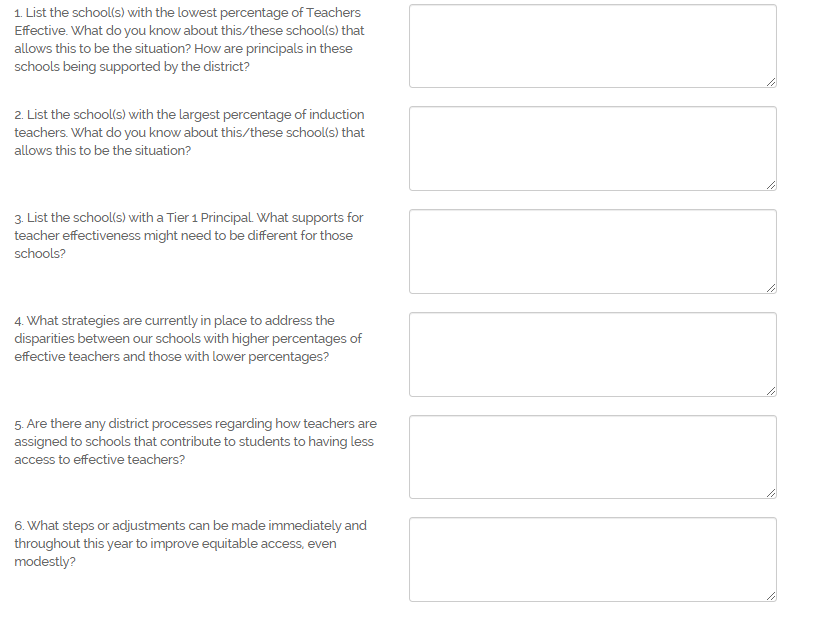 1. List the school(s) with the lowest percentage of Teachers
Effective. What do you know about this/these school(s) that
allows this to be the situation? How are principals in these
schools being supported by the district?
2. List the school(s) with the largest percentage of induction
teachers. What do you know about this/these school(s) that
allows this to be the situation?
3. List the school(s) with a Tier 1 Principal. What supports for
teacher effectiveness might need to be different for those
schools?
4. What strategies are currently in place to address the
disparities between our schools with higher percentages of
effective teachers and those with lower percentages?
5. Are there any district processes regarding how teachers are
assigned to schools that contribute to students to having less
access to effective teachers?
6. What steps or adjustments can be made immediately and
throughout this year to improve equitable access, even
modestly?